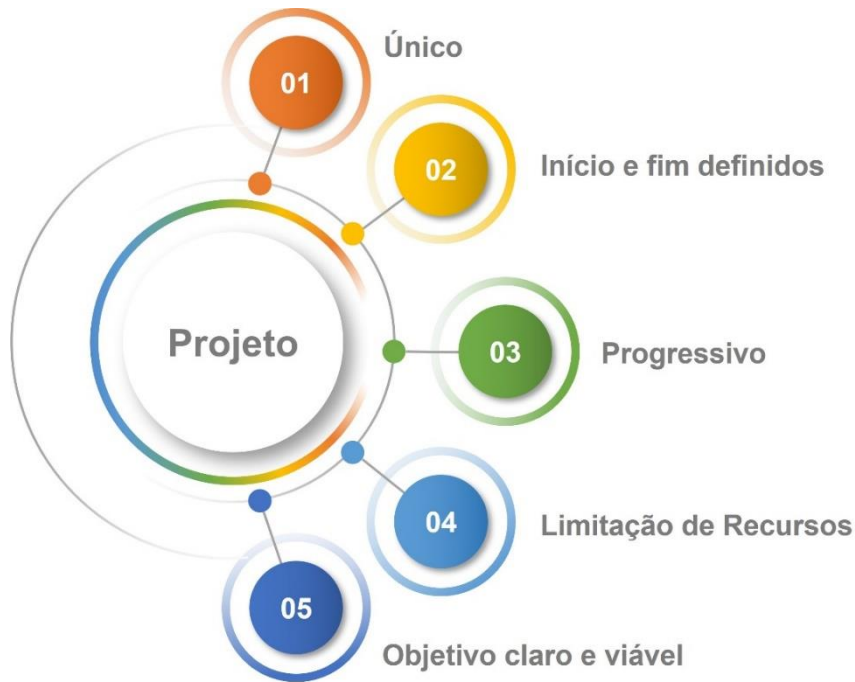 Único
01
02
Início e fim definidos
Projeto
03
Progressivo
04
Limitação de Recursos
05
Objetivo claro e viável